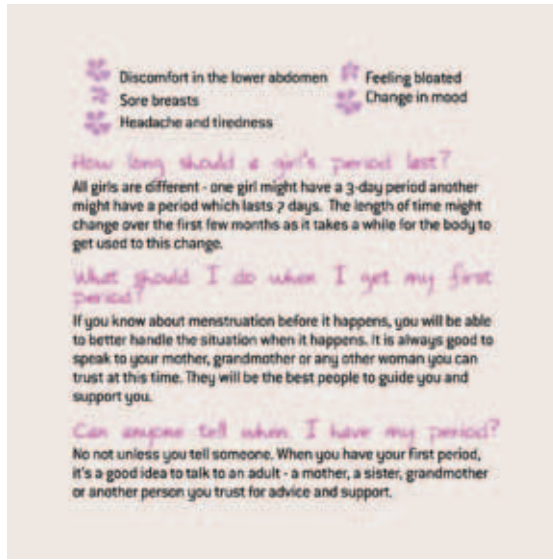 Discomfort in the lower abdomen
Sore breasts
Headache and tiredness
Feeling bloated
Change in mood
How long should a girl's period last?
All girls are different - one girl might have a 3-day period another
might have a period which lasts 7 days. The length of time might
change over the first few months as it takes a while for the body to
get used to this change.
What should I do when I get my first
period?
If you know about menstruation before it happens, you will be able
to better handle the situation when it happens. It is always good to
speak to your mother, grandmother or any other woman you can
trust at this time. They will be the best people to guide you and
support you.
Can anyone tell when I have my period?
No not unless you tell someone. When you have your first period,
it's a good idea to talk to an adult - a mother, a sister, grandmother
or another person you trust for advice and support.